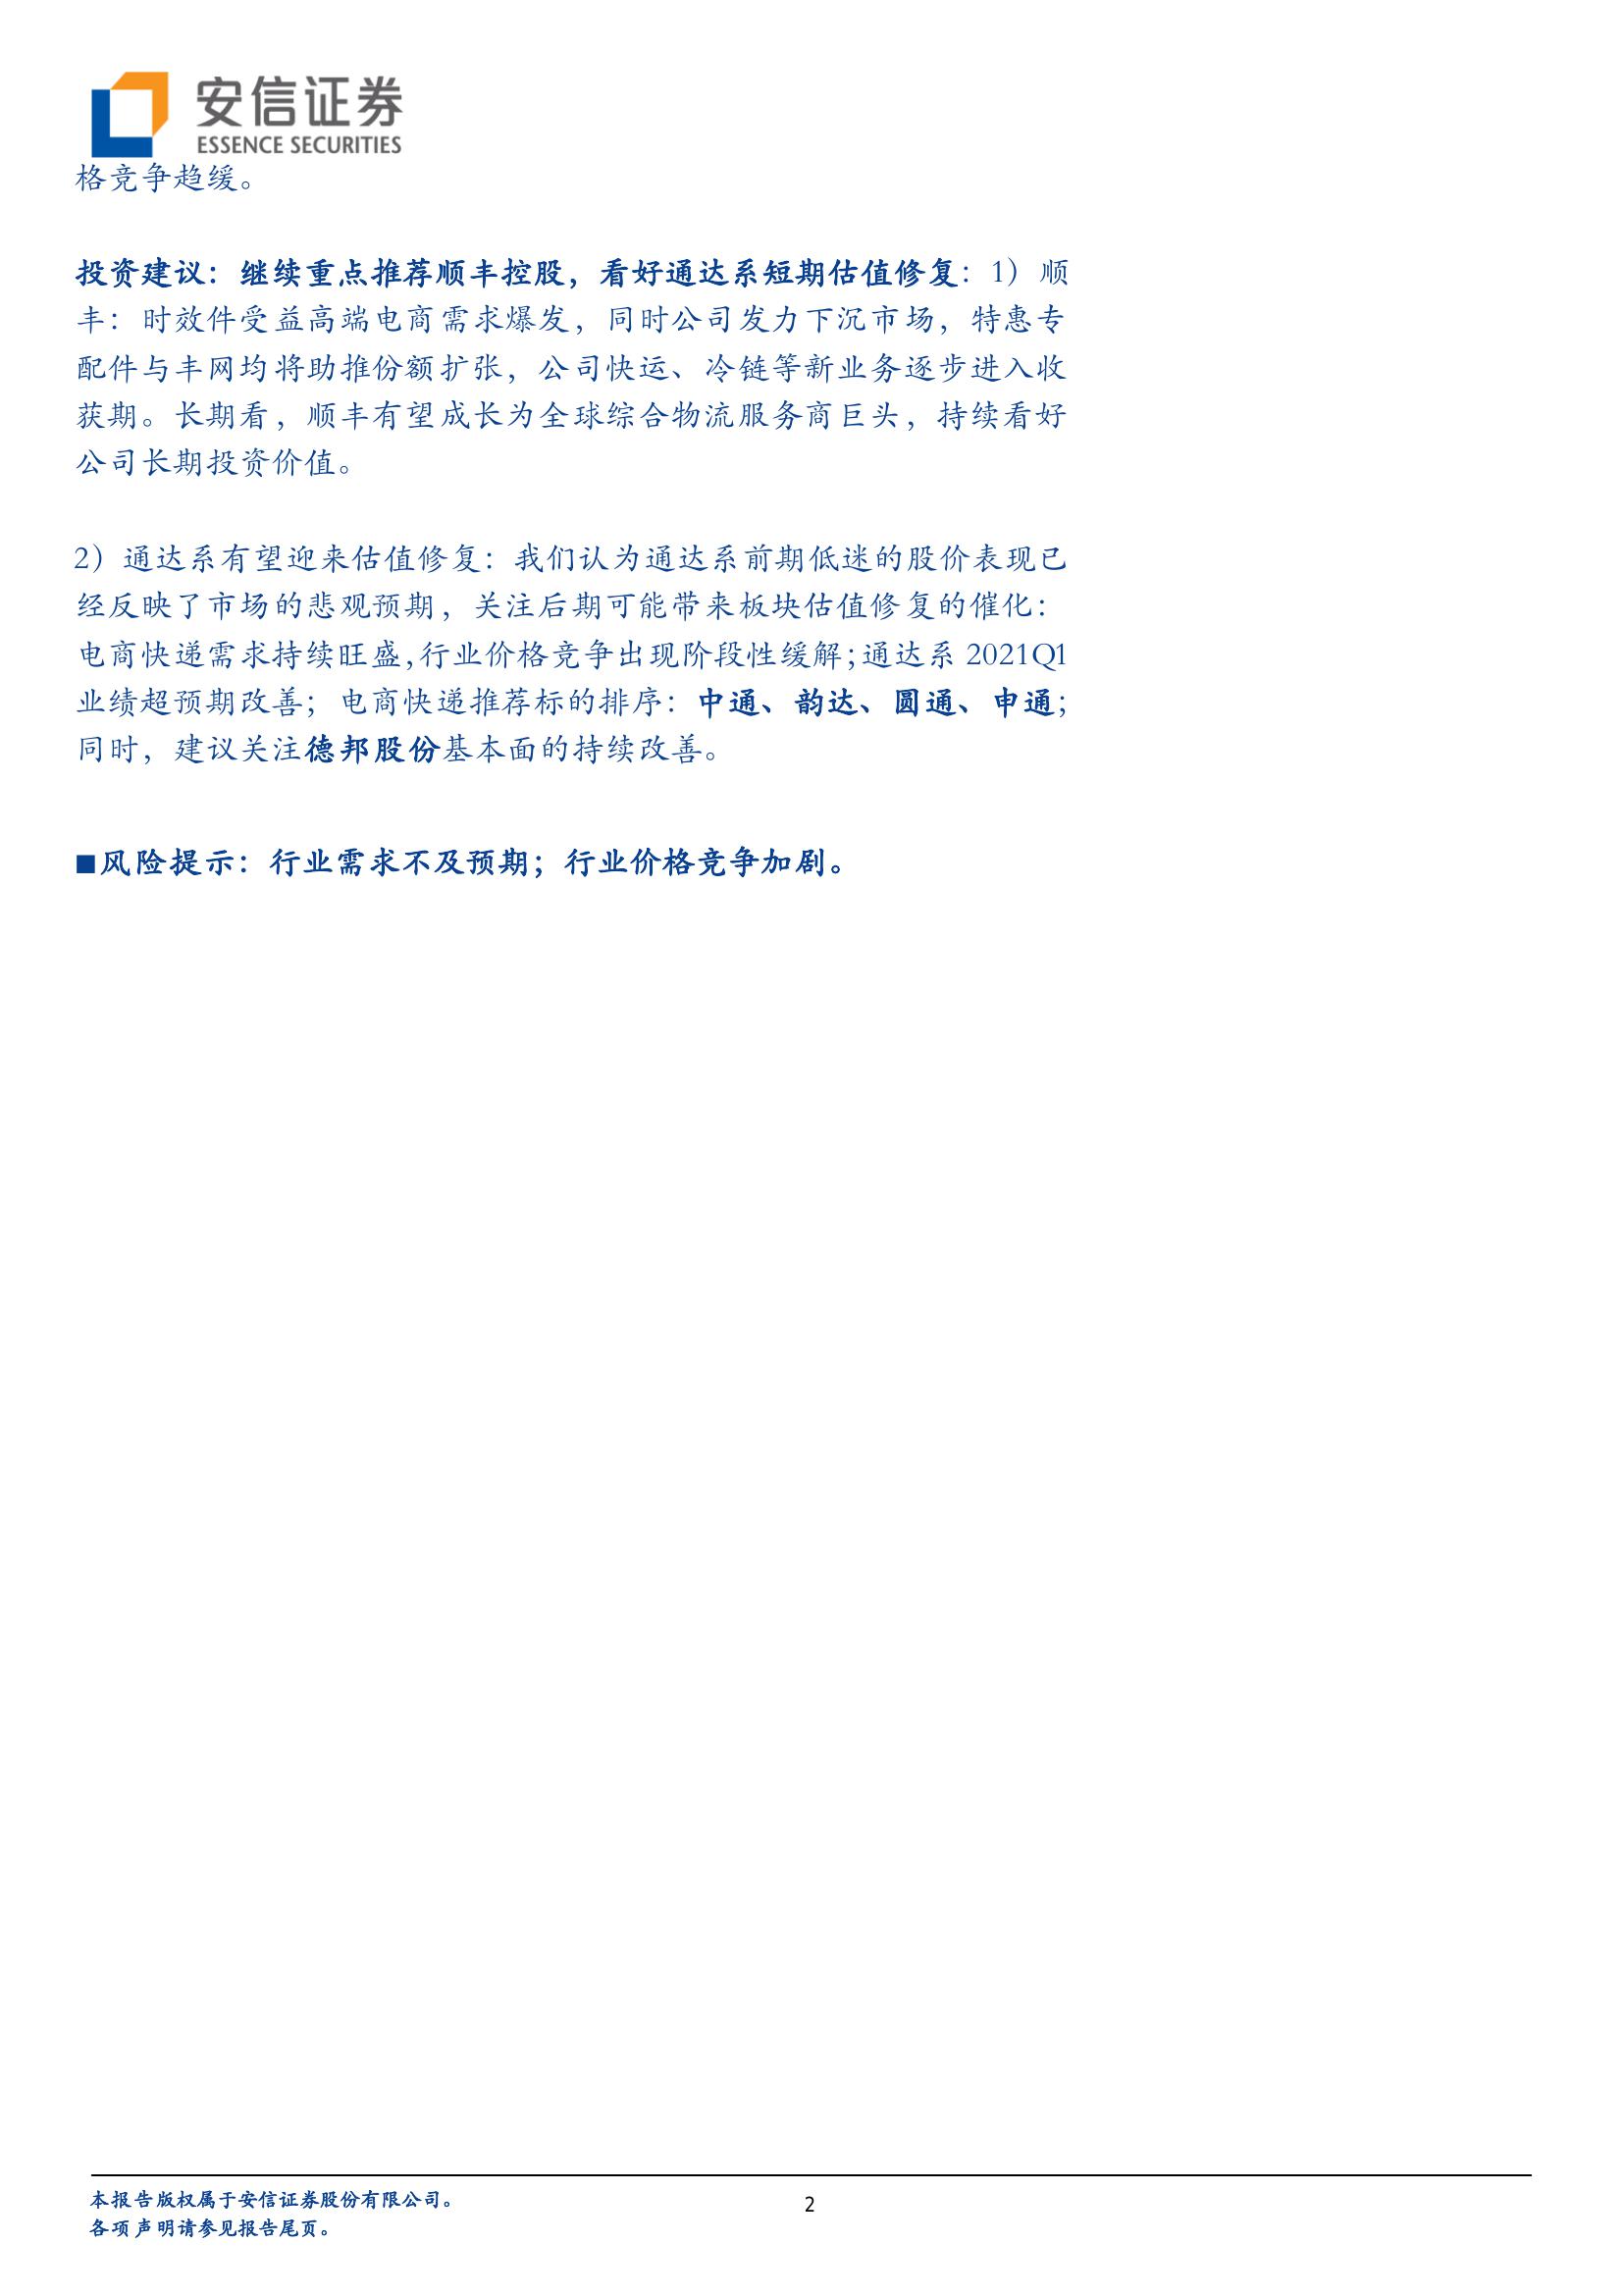 安信证券
ESSENCE SECURITIES
格竞争趋缓。
投资建议：继续重点推荐顺丰控股，看好通达系短期估值修复：1）顺
丰：时效件受益高端电商需求爆发，同时公司发力下沉市场，特惠专
配件与丰网均将助推份额扩张，公司快运、冷链等新业务逐步进入收
获期。长期看，顺丰有望成长为全球综合物流服务商巨头，持续看好
公司长期投资价值。
2）通达系有望迎来估值修复：我们认为通达系前期低迷的股价表现已
经反映了市场的悲观预期，关注后期可能带来板块估值修复的催化：
电商快递需求持续旺盛,行业价格竞争出现阶段性缓解;通达系 2021Q1
业绩超预期改善；电商快递推荐标的排序：中通、韵达、圆通、申通；
同时，建议关注德邦股份基本面的持续改善。
■风险提示：行业需求不及预期；行业价格竞争加剧。
本报告版权属于安信证券股份有限公司。
各项声明请参见报告尾页。
2